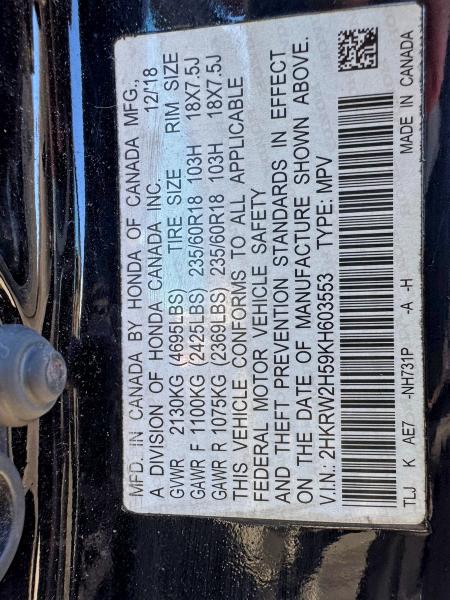 MFD. IN CANADA BY HONDA OF CANADA MFG.,
A DIVISION OF HONDA CANADA INC. 12/18
GVWR 2130KG (4695LBS) TIRE SIZE RIM SIZE
GAWR F 1100KG (2425LBS) 235/60R18 103H 18X7.5J
GAWR R 1075KG (2369LBS) 235/60R18 103H 18X7.5J
THIS VEHICLE CONFORMS TO ALL APPLICABLE
FEDERAL MOTOR VEHICLE SAFETY
AND THEFT PREVENTION STANDARDS IN EFFECT
ON THE DATE OF MANUFACTURE SHOWN ABOVE.
V.I.N.: 2HKRW2H59KH603553 TYPE: MPV
TLJ K AE7 -NH731P -A -H MADE IN CANADA